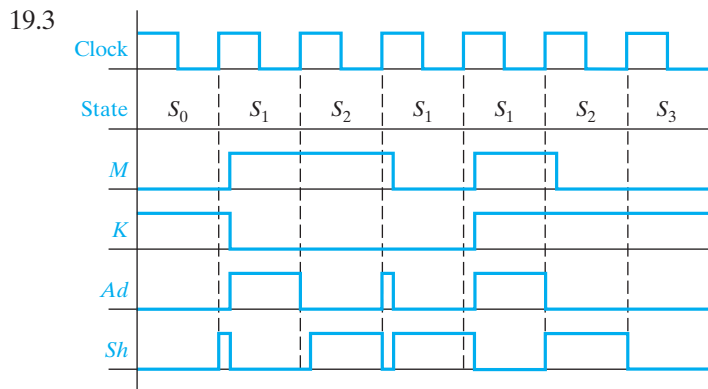 19.3
Clock
State S0 S1 S2 S1 S1 S2 S3
M
K
Ad
Sh